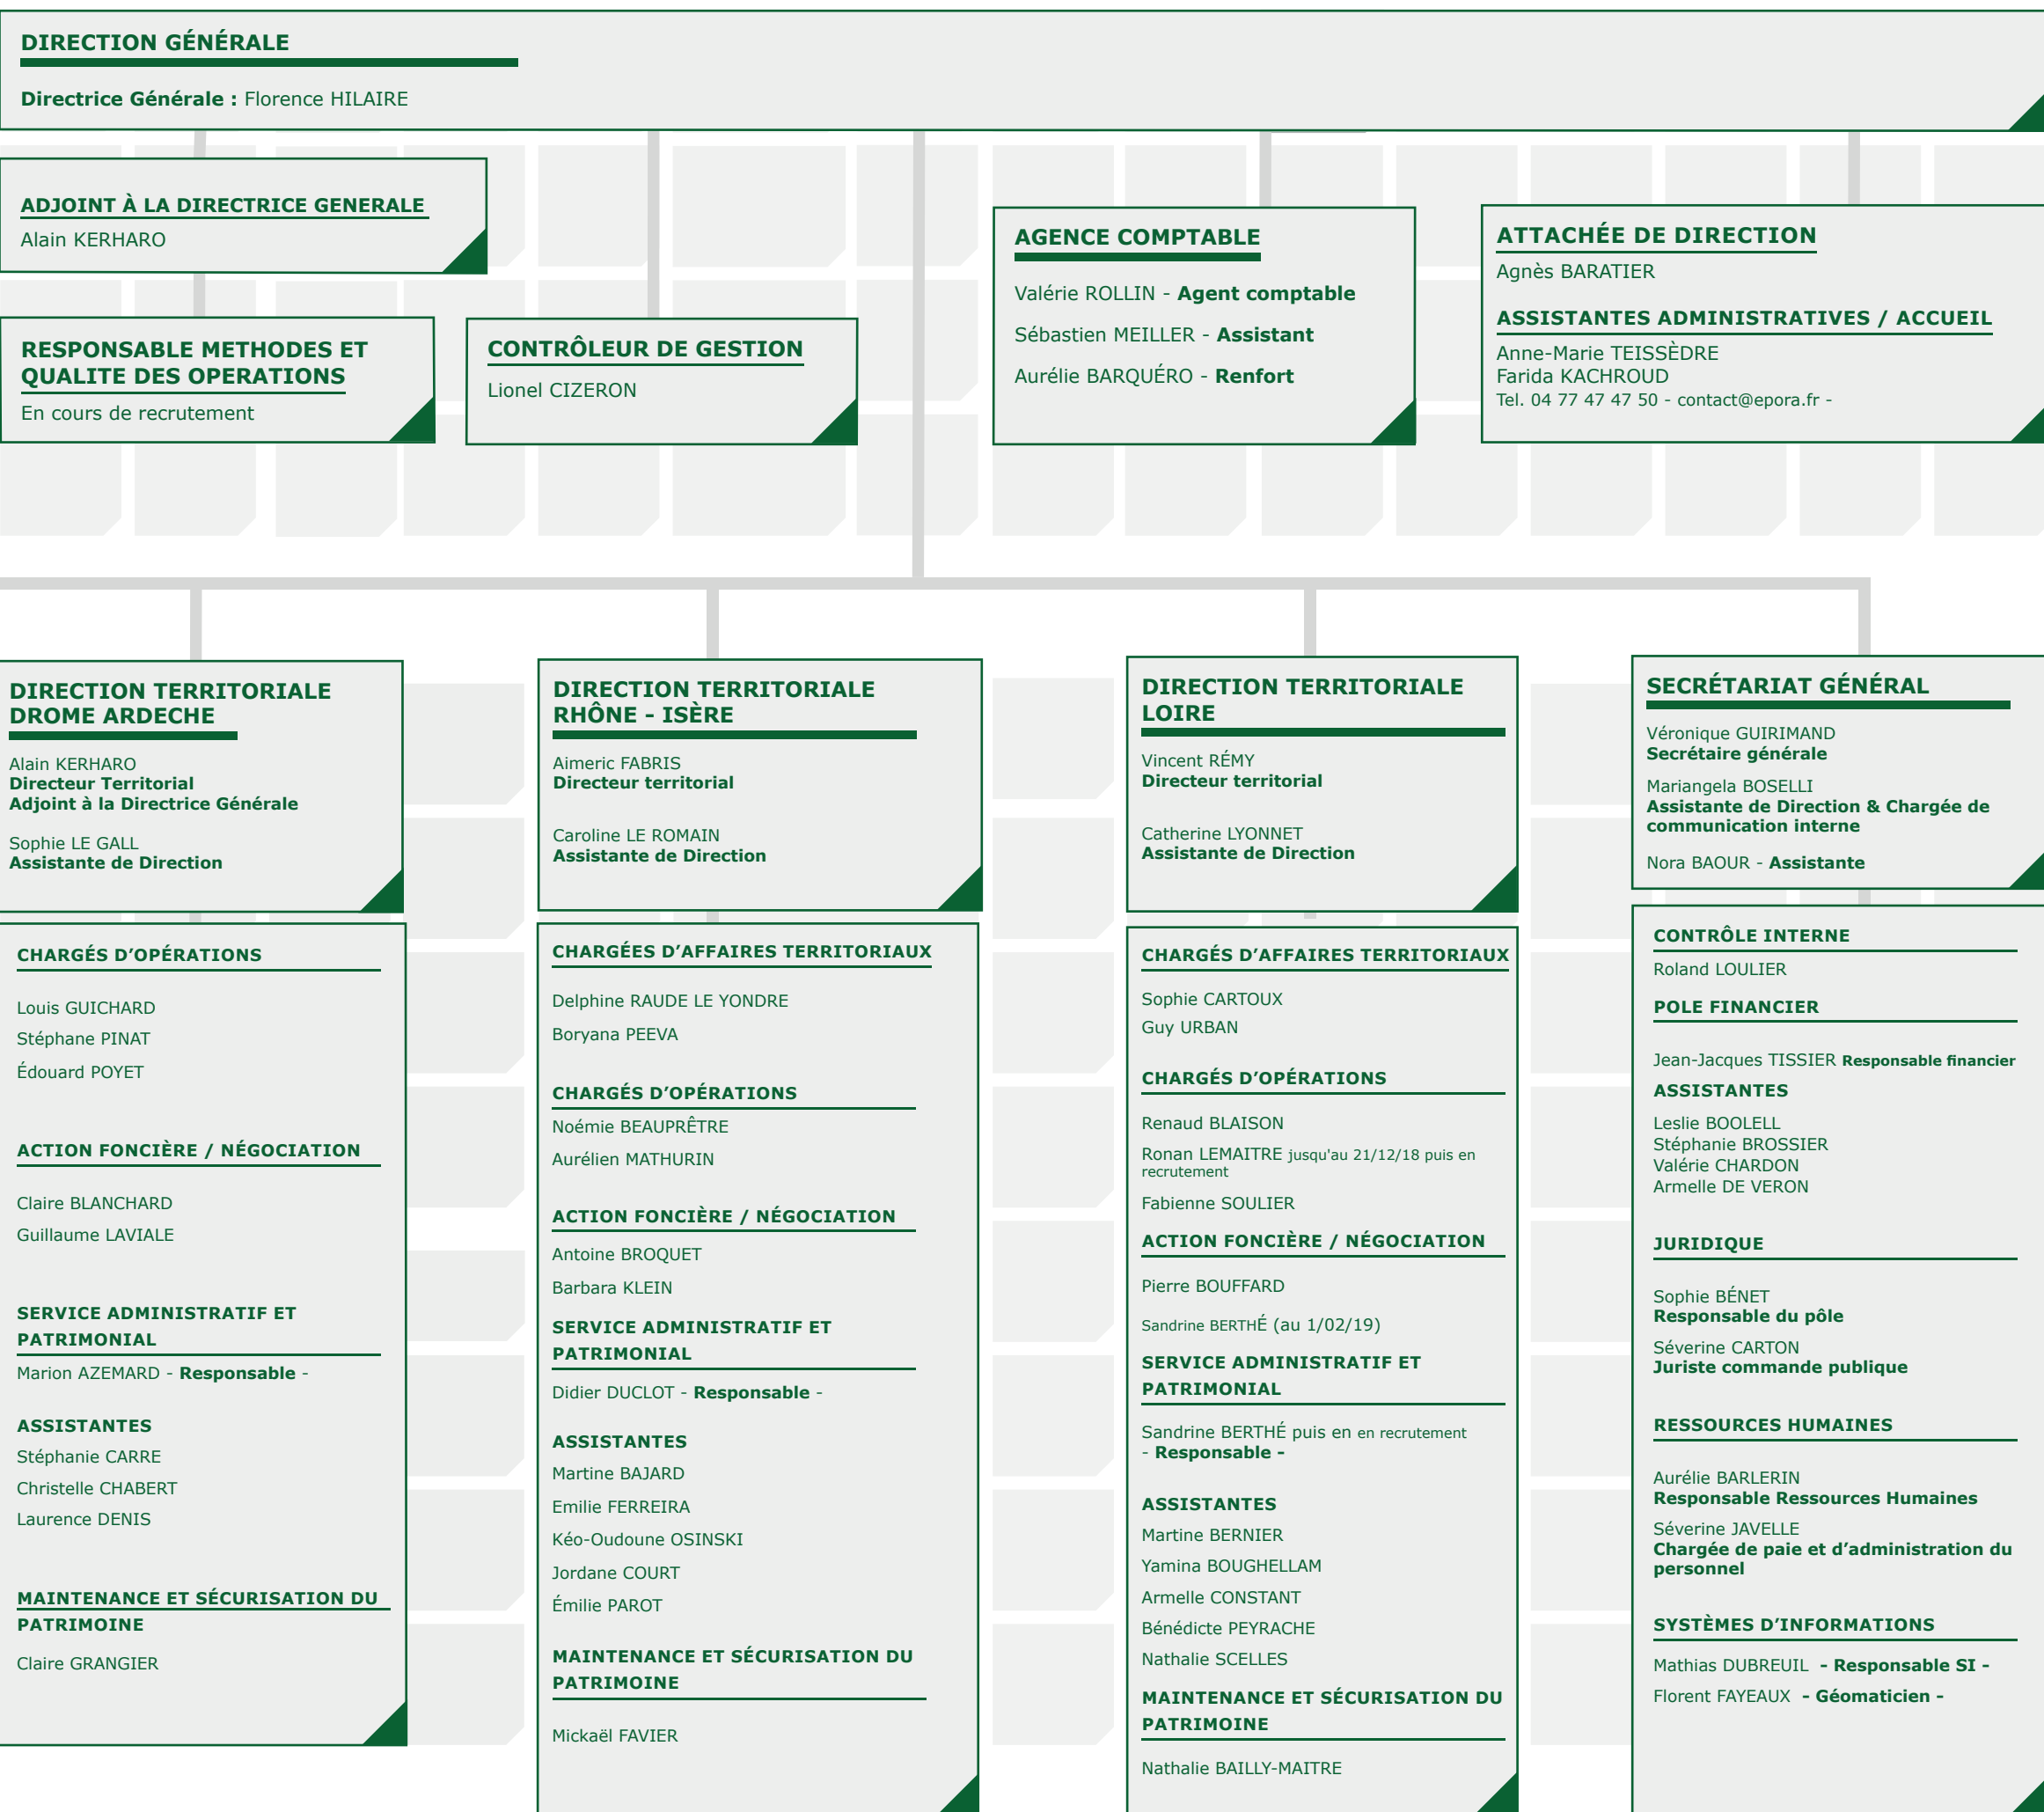 DIRECTION GÉNÉRALE
Directrice Générale : Florence HILAIRE
ADJOINT À LA DIRECTRICE GENERALE
Alain KERHARO
RESPONSABLE METHODES ET
QUALITE DES OPERATIONS
En cours de recrutement
CONTRÔLEUR DE GESTION
Lionel CIZERON
AGENCE COMPTABLE
Valérie ROLLIN - Agent comptable
Sébastien MEILLER - Assistant
Aurélie BARQUÉRO - Renfort
ATTACHÉE DE DIRECTION
Agnès BARATIER
ASSISTANTES ADMINISTRATIVES / ACCUEIL
Anne-Marie TEISSÈDRE
Farida KACHROUD
Tel. 04 77 47 47 50 - contact@epora.fr -
DIRECTION TERRITORIALE
DROME ARDECHE
Alain KERHARO
Directeur Territorial
Adjoint à la Directrice Générale
Sophie LE GALL
Assistante de Direction
CHARGÉS D’OPÉRATIONS
Louis GUICHARD
Stéphane PINAT
Édouard POYET
ACTION FONCIÈRE / NÉGOCIATION
Claire BLANCHARD
Guillaume LAVIALE
SERVICE ADMINISTRATIF ET
PATRIMONIAL
Marion AZEMARD - Responsable -
ASSISTANTES
Stéphanie CARRE
Christelle CHABERT
Laurence DENIS
MAINTENANCE ET SÉCURISATION DU
PATRIMOINE
Claire GRANGIER
DIRECTION TERRITORIALE
RHÔNE - ISÈRE
Aimeric FABRIS
Directeur territorial
Caroline LE ROMAIN
Assistante de Direction
CHARGÉES D’AFFAIRES TERRITORIAUX
Delphine RAUDE LE YONDRE
Boryana PEEVA
CHARGÉS D’OPÉRATIONS
Noémie BEAUPRÊTRE
Aurélien MATHURIN
ACTION FONCIÈRE / NÉGOCIATION
Antoine BROQUET
Barbara KLEIN
SERVICE ADMINISTRATIF ET
PATRIMONIAL
Didier DUCLOT - Responsable -
ASSISTANTES
Martine BAJARD
Emilie FERREIRA
Kéo-Oudoune OSINSKI
Jordane COURT
Émilie PAROT
MAINTENANCE ET SÉCURISATION DU
PATRIMOINE
Mickaël FAVIER
DIRECTION TERRITORIALE
LOIRE
Vincent RÉMY
Directeur territorial
Catherine LYONNET
Assistante de Direction
CHARGÉS D’AFFAIRES TERRITORIAUX
Sophie CARTOUX
Guy URBAN
CHARGÉS D’OPÉRATIONS
Renaud BLAISON
Ronan LEMAITRE jusqu'au 21/12/18 puis en
recrutement
Fabienne SOULIER
ACTION FONCIÈRE / NÉGOCIATION
Pierre BOUFFARD
Sandrine BERTHÉ (au 1/02/19)
SERVICE ADMINISTRATIF ET
PATRIMONIAL
Sandrine BERTHÉ puis en en recrutement
- Responsable -
ASSISTANTES
Martine BERNIER
Yamina BOUGHELLAM
Armelle CONSTANT
Bénédicte PEYRACHE
Nathalie SCELLES
MAINTENANCE ET SÉCURISATION DU
PATRIMOINE
Nathalie BAILLY-MAITRE
SECRÉTARIAT GÉNÉRAL
Véronique GUIRIMAND
Secrétaire générale
Mariangela BOSELLI
Assistante de Direction & Chargée de
communication interne
Nora BAOUR - Assistante
CONTRÔLE INTERNE
Roland LOULIER
POLE FINANCIER
Jean-Jacques TISSIER Responsable financier
ASSISTANTES
Leslie BOOLELL
Stéphanie BROSSIER
Valérie CHARDON
Armelle DE VERON
JURIDIQUE
Sophie BÉNET
Responsable du pôle
Séverine CARTON
Juriste commande publique
RESSOURCES HUMAINES
Aurélie BARLERIN
Responsable Ressources Humaines
Séverine JAVELLE
Chargée de paie et d’administration du
personnel
SYSTÈMES D’INFORMATIONS
Mathias DUBREUIL - Responsable SI -
Florent FAYEAUX - Géomaticien -